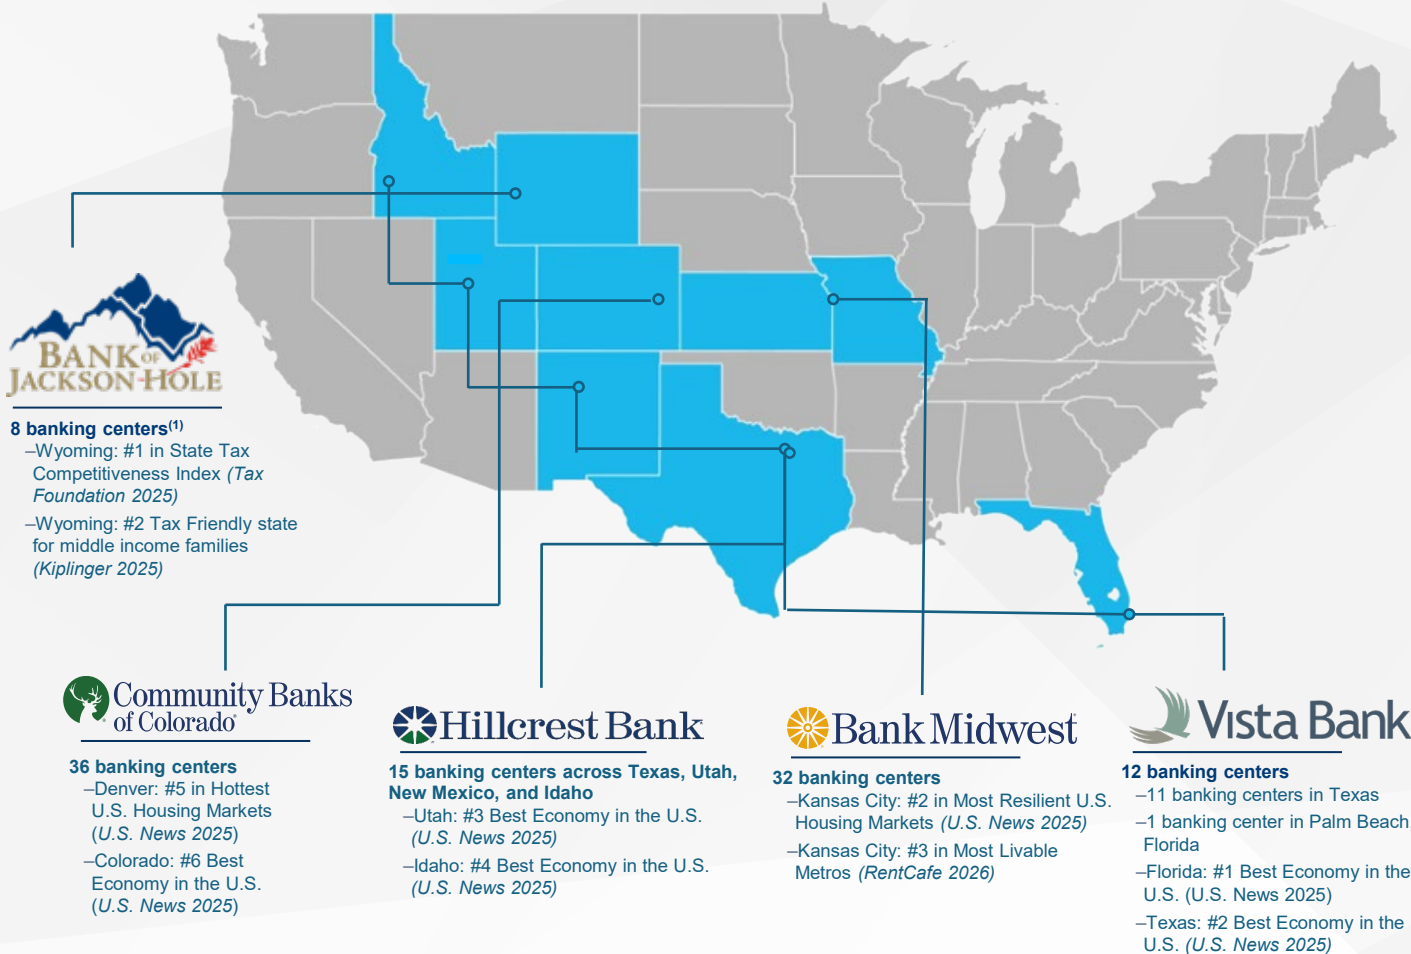 BANK OF
JACKSON HOLE
8 banking centers(1)
–Wyoming: #1 in State Tax
Competitiveness Index (Tax
Foundation 2025)
–Wyoming: #2 Tax Friendly state
for middle income families
(Kiplinger 2025)
Community Banks
of Colorado
36 banking centers
–Denver: #5 in Hottest
U.S. Housing Markets
(U.S. News 2025)
–Colorado: #6 Best
Economy in the U.S.
(U.S. News 2025)
Hillcrest Bank
15 banking centers across Texas, Utah,
New Mexico, and Idaho
–Utah: #3 Best Economy in the U.S.
(U.S. News 2025)
–Idaho: #4 Best Economy in the U.S.
(U.S. News 2025)
Bank Midwest
32 banking centers
–Kansas City: #2 in Most Resilient U.S.
Housing Markets (U.S. News 2025)
–Kansas City: #3 in Most Livable
Metros (RentCafe 2026)
Vista Bank
12 banking centers
–11 banking centers in Texas
–1 banking center in Palm Beach,
Florida
–Florida: #1 Best Economy in the
U.S. (U.S. News 2025)
–Texas: #2 Best Economy in the
U.S. (U.S. News 2025)